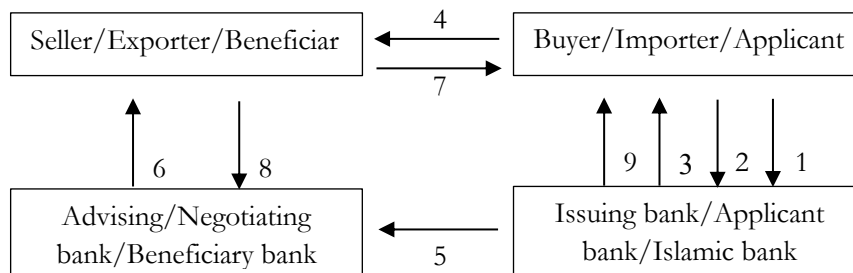 4
Seller/Exporter/Beneficiar
Buyer/Importer/Applicant
7
6
8
9
3
2
1
Advising/Negotiating
bank/Beneficiary bank
5
Issuing bank/Applicant
bank/Islamic bank